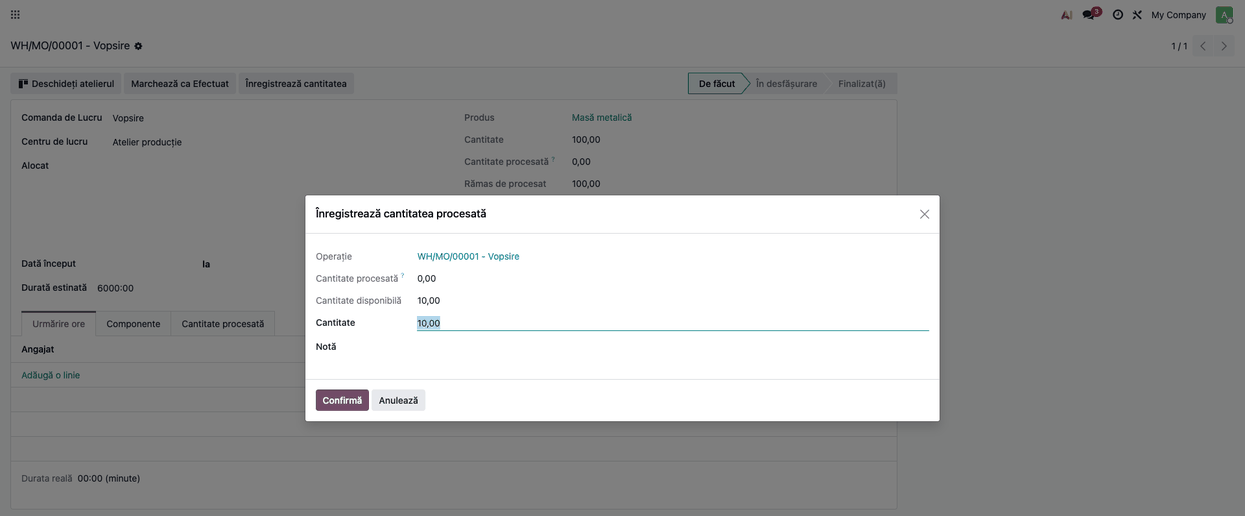 3
My Company
A
WH/MO/00001 - Vopsire
1 / 1
Deschideți atelierul
Marchează ca Efectuat
Înregistrează cantitatea
De făcut
În desfășurare
Finalizat(ă)
Comanda de Lucru Vopsire
Centru de lucru Atelier producție
Alocat
Produs Masă metalică
Cantitate 100,00
Cantitate procesată ? 0,00
Rămas de procesat 100,00
Înregistrează cantitatea procesată
Operație WH/MO/00001 - Vopsire
Cantitate procesată ? 0,00
Cantitate disponibilă 10,00
Cantitate 10,00
Notă
Confirmă
Anulează
Dată început la
Durată estinată 6000:00
Urmărire ore
Componente
Cantitate procesată
Angajat
Adăugă o linie
Durata reală 00:00 (minute)